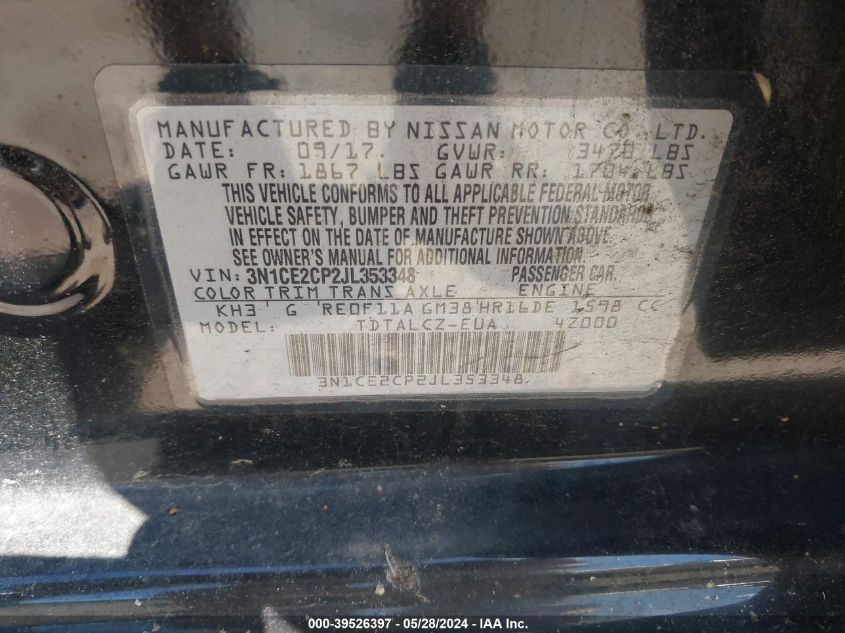 MANUFACTURED BY NISSAN MOTOR CO.,LTD.
DATE: 09/17. GVWR: 3470 LBS
GAWR FR: 1867 LBS GAWR RR: 1704 LBS
THIS VEHICLE CONFORMS TO ALL APPLICABLE FEDERAL MOTOR
VEHICLE SAFETY, BUMPER AND THEFT PREVENTION STANDARDS
IN EFFECT ON THE DATE OF MANUFACTURE SHOWN ABOVE.
SEE OWNER'S MANUAL FOR ADDITIONAL INFORMATION.
VIN: 3N1CE2CP2JL353348 PASSENGER CAR.
COLOR TRIM TRANS AXLE ENGINE
KH3 G RE0F11A GM38 HR16DE 1598 CC
MODEL: TDTALCZ-EUA 4Z000
3N1CE2CP2JL353348.
000-39526397 - 05/28/2024 - IAA Inc.